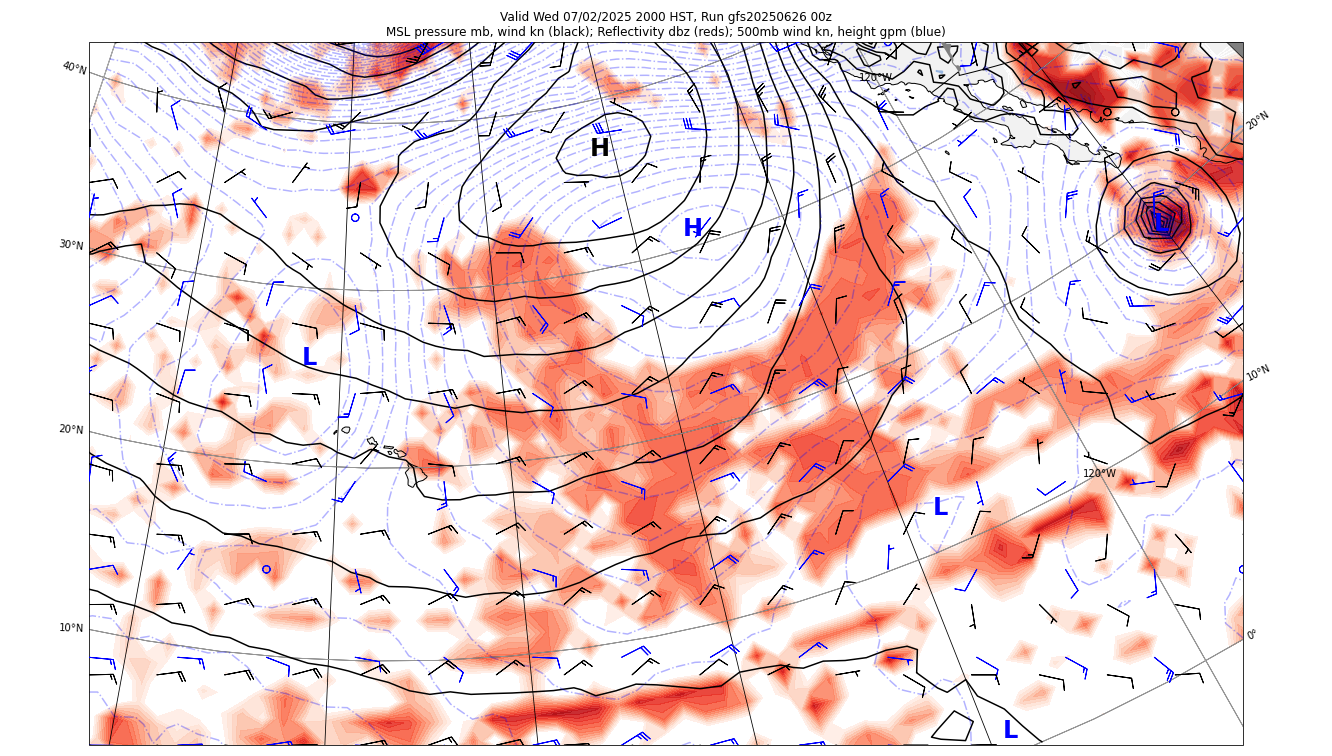 Valid Wed 07/02/2025 2000 HST, Run gfs20250626 00z
MSL pressure mb, wind kn (black); Reflectivity dbz (reds); 500mb wind kn, height gpm (blue)
40°N
120°W
20°N
H
H
L
30°N
L
10°N
20°N
120°W
L
10°N
0°
L